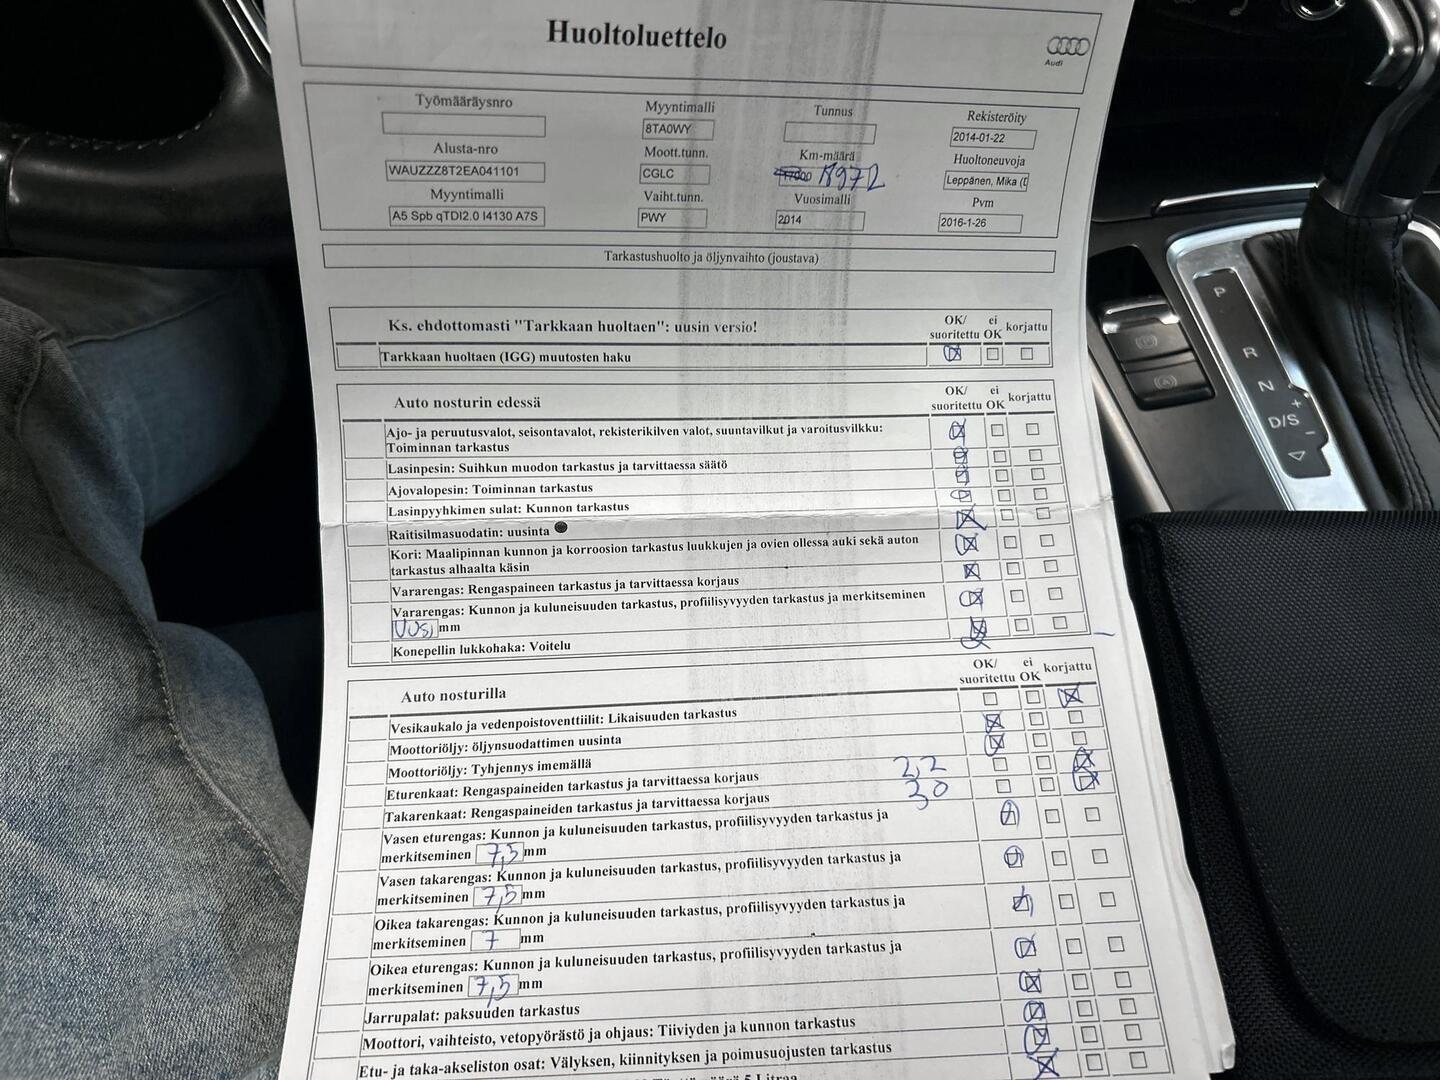 Huoltoluettelo
Audi
Työmääräysnro
Myyntimalli
8TA0WY
Tunnus
Rekisteröity
2014-01-22
Alusta-nro
WAUZZZ8T2EA041101
Moott.tunn.
CGLC
Km-määrä
Huoltoneuvoja
Leppänen, Mika (
Myyntimalli
A5 Spb qTDI2.0 I4130 A7S
Vaiht.tunn.
PWY
Vuosimalli
2014
Pvm
2016-1-26
Tarkastushuolto ja öljynvaihto (joustava)
Ks. ehdottomasti "Tarkkaan huoltaen": uusin versio!
OK/ suoritettu
ei OK
korjattu
Tarkkaan huoltaen (IGG) muutosten haku
Auto nosturin edessä
OK/ suoritettu
ei OK
korjattu
Ajo- ja peruutusvalot, seisontavalot, rekisterikilven valot, suuntavilkut ja varoitusvilkku:
Toiminnan tarkastus
Lasinpesin: Suihkun muodon tarkastus ja tarvittaessa säätö
Ajovalopesin: Toiminnan tarkastus
Lasinpyyhkimen sulat: Kunnon tarkastus
Raitisilmasuodatin: uusinta
Kori: Maalipinnan kunnon ja korroosion tarkastus luukkujen ja ovien ollessa auki sekä auton
tarkastus alhaalta käsin
Vararengas: Rengaspaineen tarkastus ja tarvittaessa korjaus
Vararengas: Kunnon ja kuluneisuuden tarkastus, profiilisyvyyden tarkastus ja merkitseminen
Uusi mm
Konepellin lukkohaka: Voitelu
Auto nosturilla
OK/ suoritettu
ei OK
korjattu
Vesikaukalo ja vedenpoistoventtiilit: Likaisuuden tarkastus
Moottoriöljy: öljynsuodattimen uusinta
Moottoriöljy: Tyhjennys imemällä
Eturenkaat: Rengaspaineiden tarkastus ja tarvittaessa korjaus 2,2
Takarenkaat: Rengaspaineiden tarkastus ja tarvittaessa korjaus 30
Vasen eturengas: Kunnon ja kuluneisuuden tarkastus, profiilisyvyyden tarkastus ja
merkitseminen 7,5 mm
Vasen takarengas: Kunnon ja kuluneisuuden tarkastus, profiilisyvyyden tarkastus ja
merkitseminen 7,5 mm
Oikea takarengas: Kunnon ja kuluneisuuden tarkastus, profiilisyvyyden tarkastus ja
merkitseminen 7 mm
Oikea eturengas: Kunnon ja kuluneisuuden tarkastus, profiilisyvyyden tarkastus ja
merkitseminen 7,5 mm
Jarrupalat: paksuuden tarkastus
Moottori, vaihteisto, vetopyörästö ja ohjaus: Tiiviyden ja kunnon tarkastus
Etu- ja taka-akseliston osat: Välyksen, kiinnityksen ja poimusuojusten tarkastus
5 Litraa
P
R
N
D/S
+
-